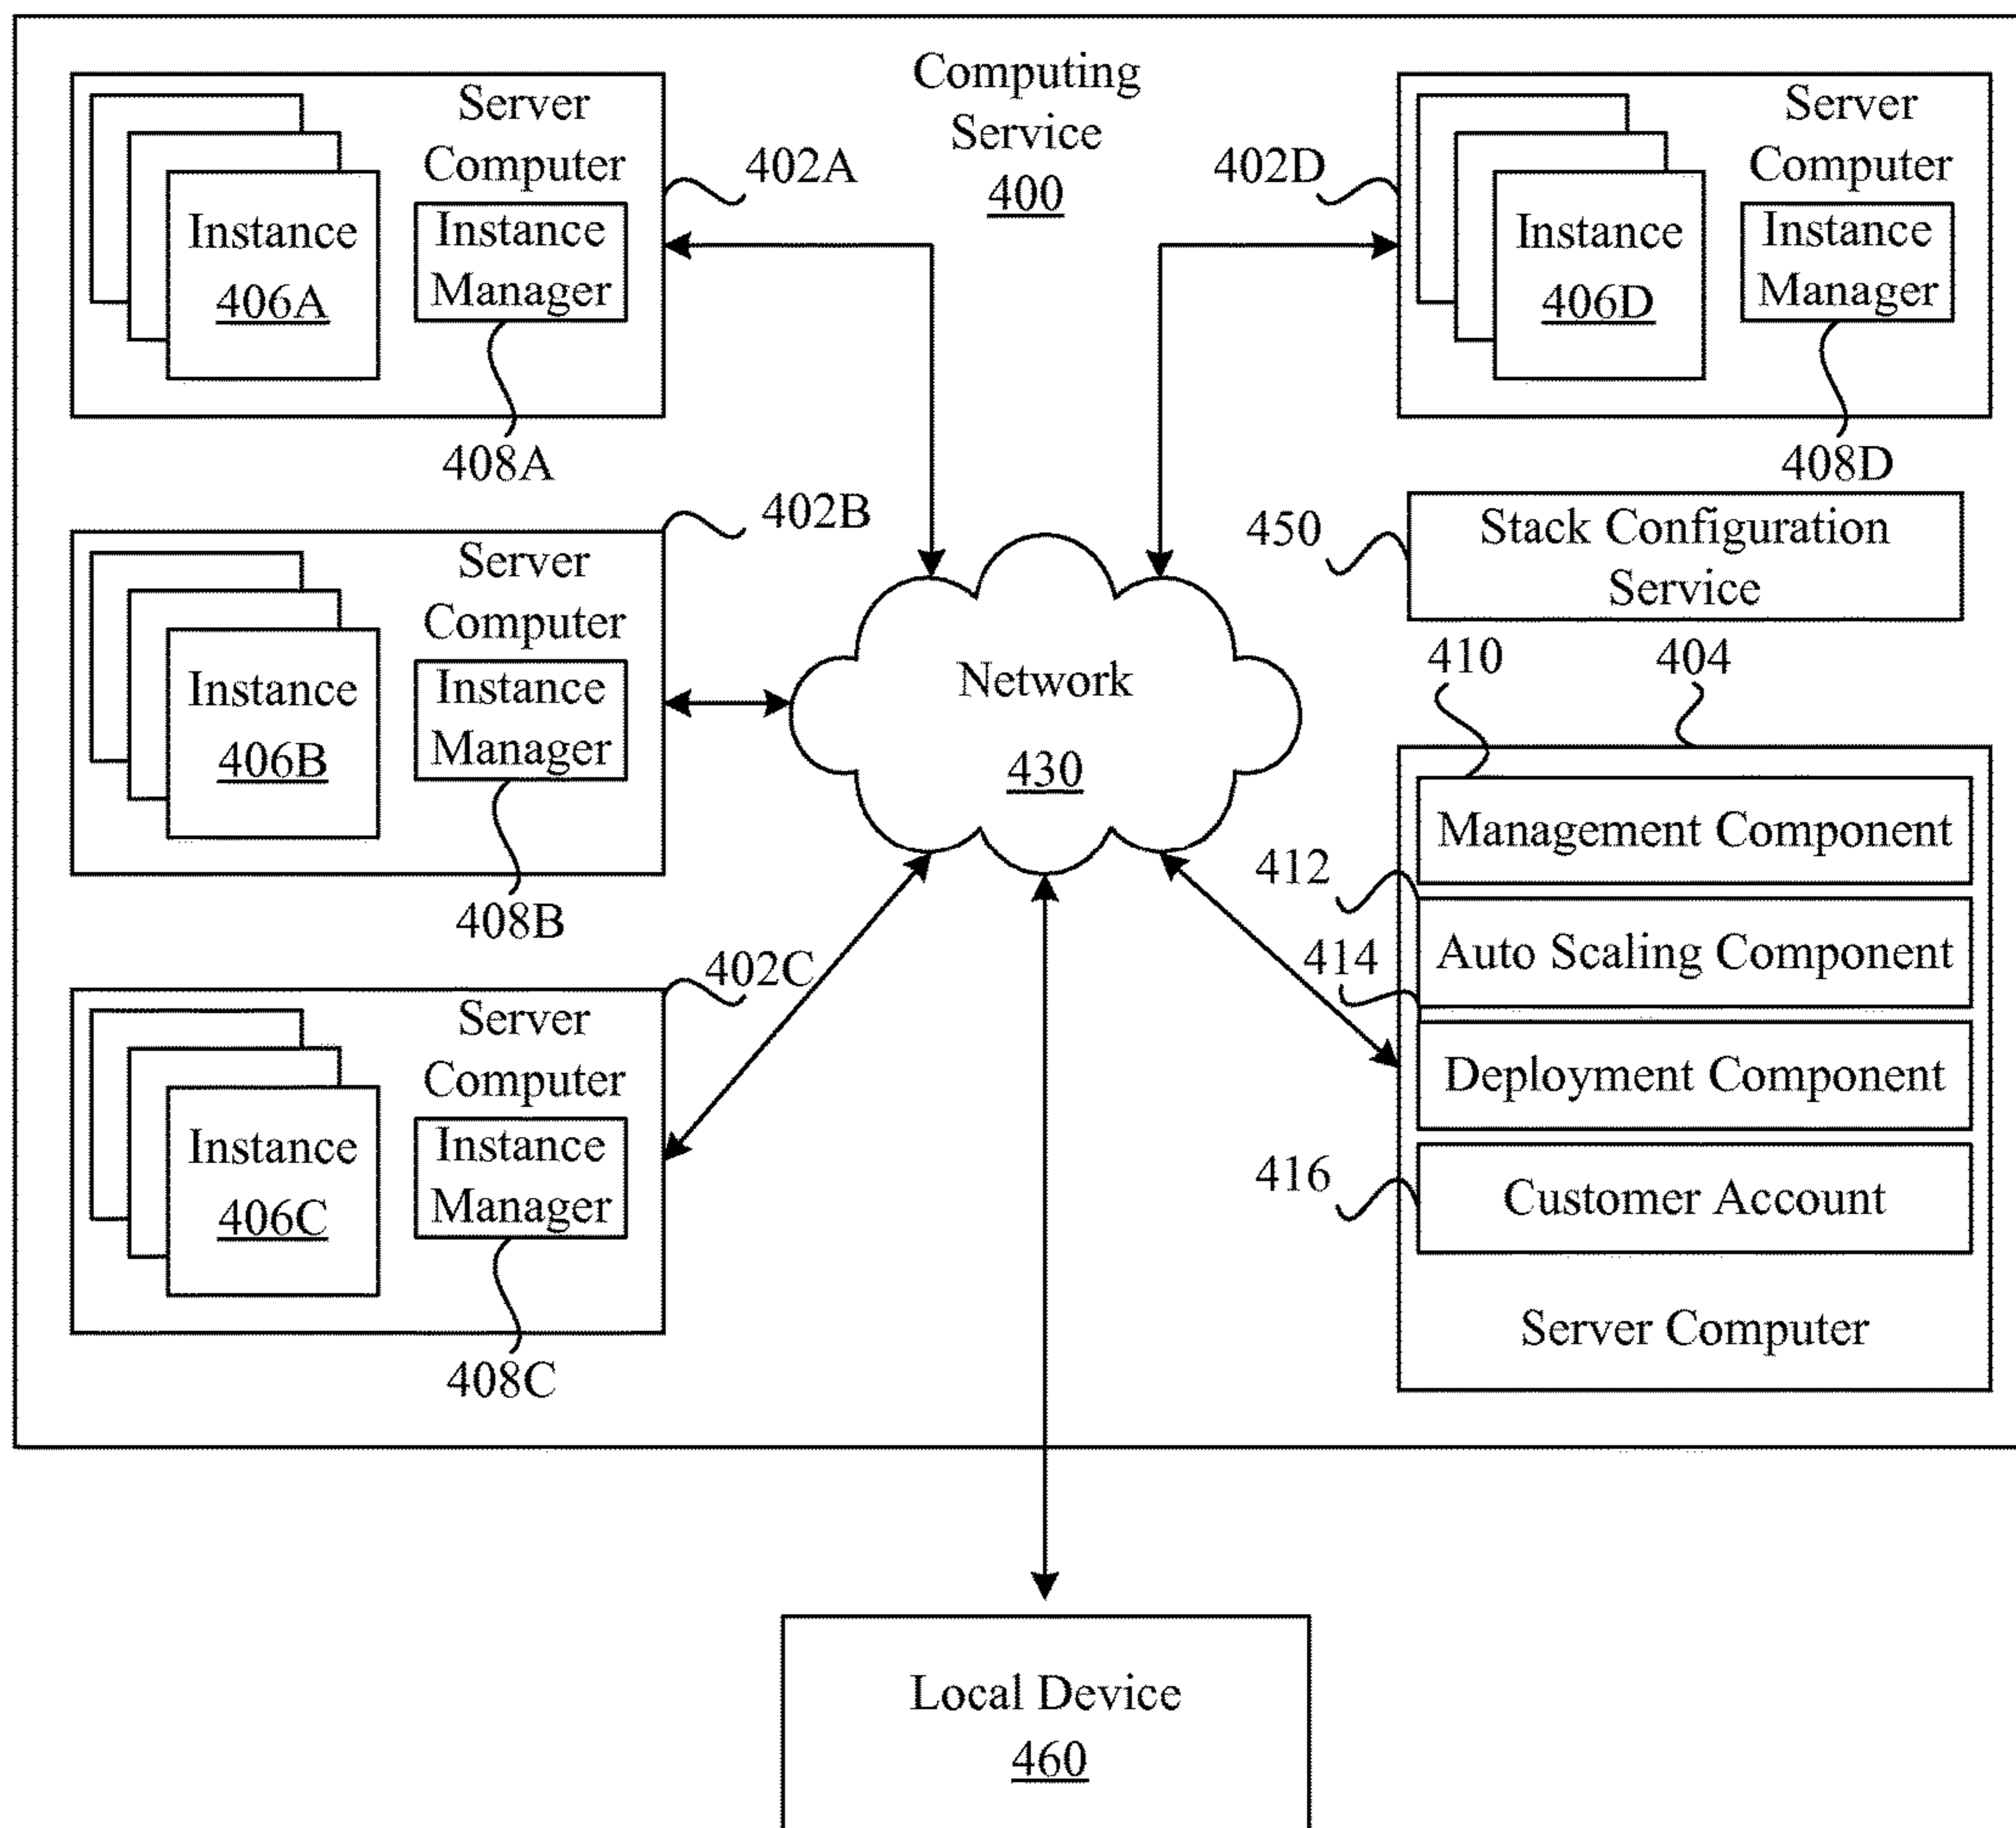 Computing
Service
400
Server
Computer
402A
Instance
406A
Instance
Manager
408A
Server
Computer
402B
Instance
406B
Instance
Manager
408B
Server
Computer
402C
Instance
406C
Instance
Manager
408C
Server
Computer
402D
Instance
406D
Instance
Manager
408D
450
Stack Configuration
Service
Network
430
410
404
Management Component
412
Auto Scaling Component
414
Deployment Component
416
Customer Account
Server Computer
Local Device
460